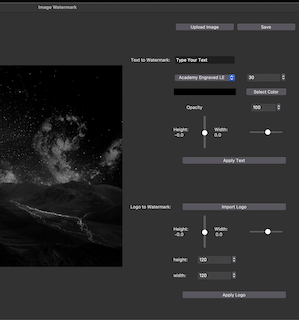 Image Watermark
Upload Image
Save
Text to Watermark:
Type Your Text
Academy Engraved LE
30
Select Color
Opacity
100
Height:
-0.0
Width:
0.0
Apply Text
Logo to Watermark:
Import Logo
Height:
-0.0
Width:
0.0
height:
120
width:
120
Apply Logo